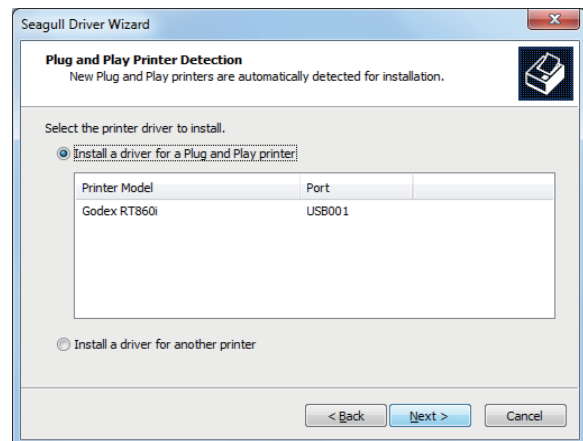 Seagull Driver Wizard
Plug and Play Printer Detection
New Plug and Play printers are automatically detected for installation.
Select the printer driver to install.
Install a driver for a Plug and Play printer
Printer Model Port
Godex RT860i USB001
Install a driver for another printer
< Back Next > Cancel